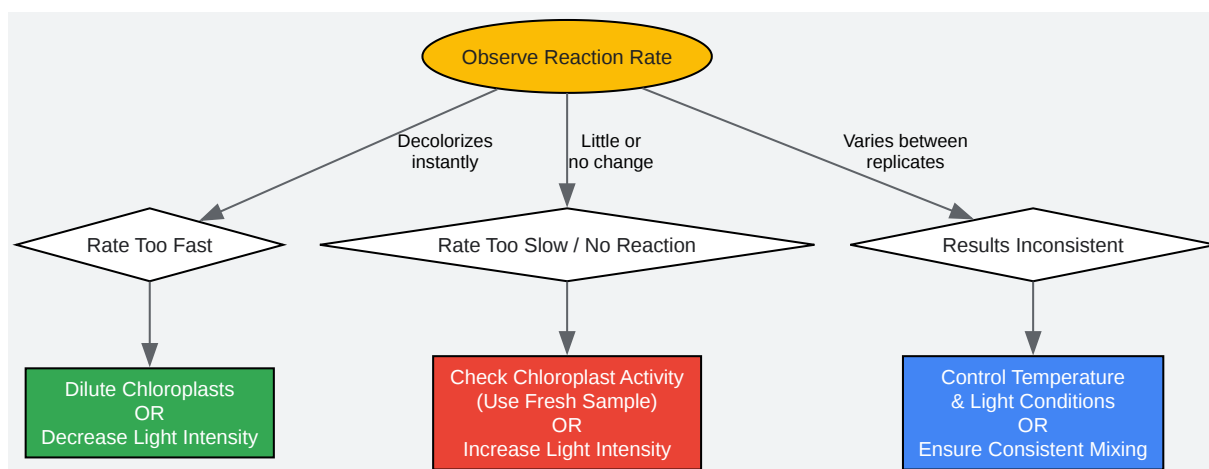 Observe Reaction Rate
Decolorizes
instantly
Little or
no change
Varies between
replicates
Rate Too Fast
Rate Too Slow / No Reaction
Results Inconsistent
Dilute Chloroplasts
OR
Decrease Light Intensity
Check Chloroplast Activity
(Use Fresh Sample)
OR
Increase Light Intensity
Control Temperature
& Light Conditions
OR
Ensure Consistent Mixing